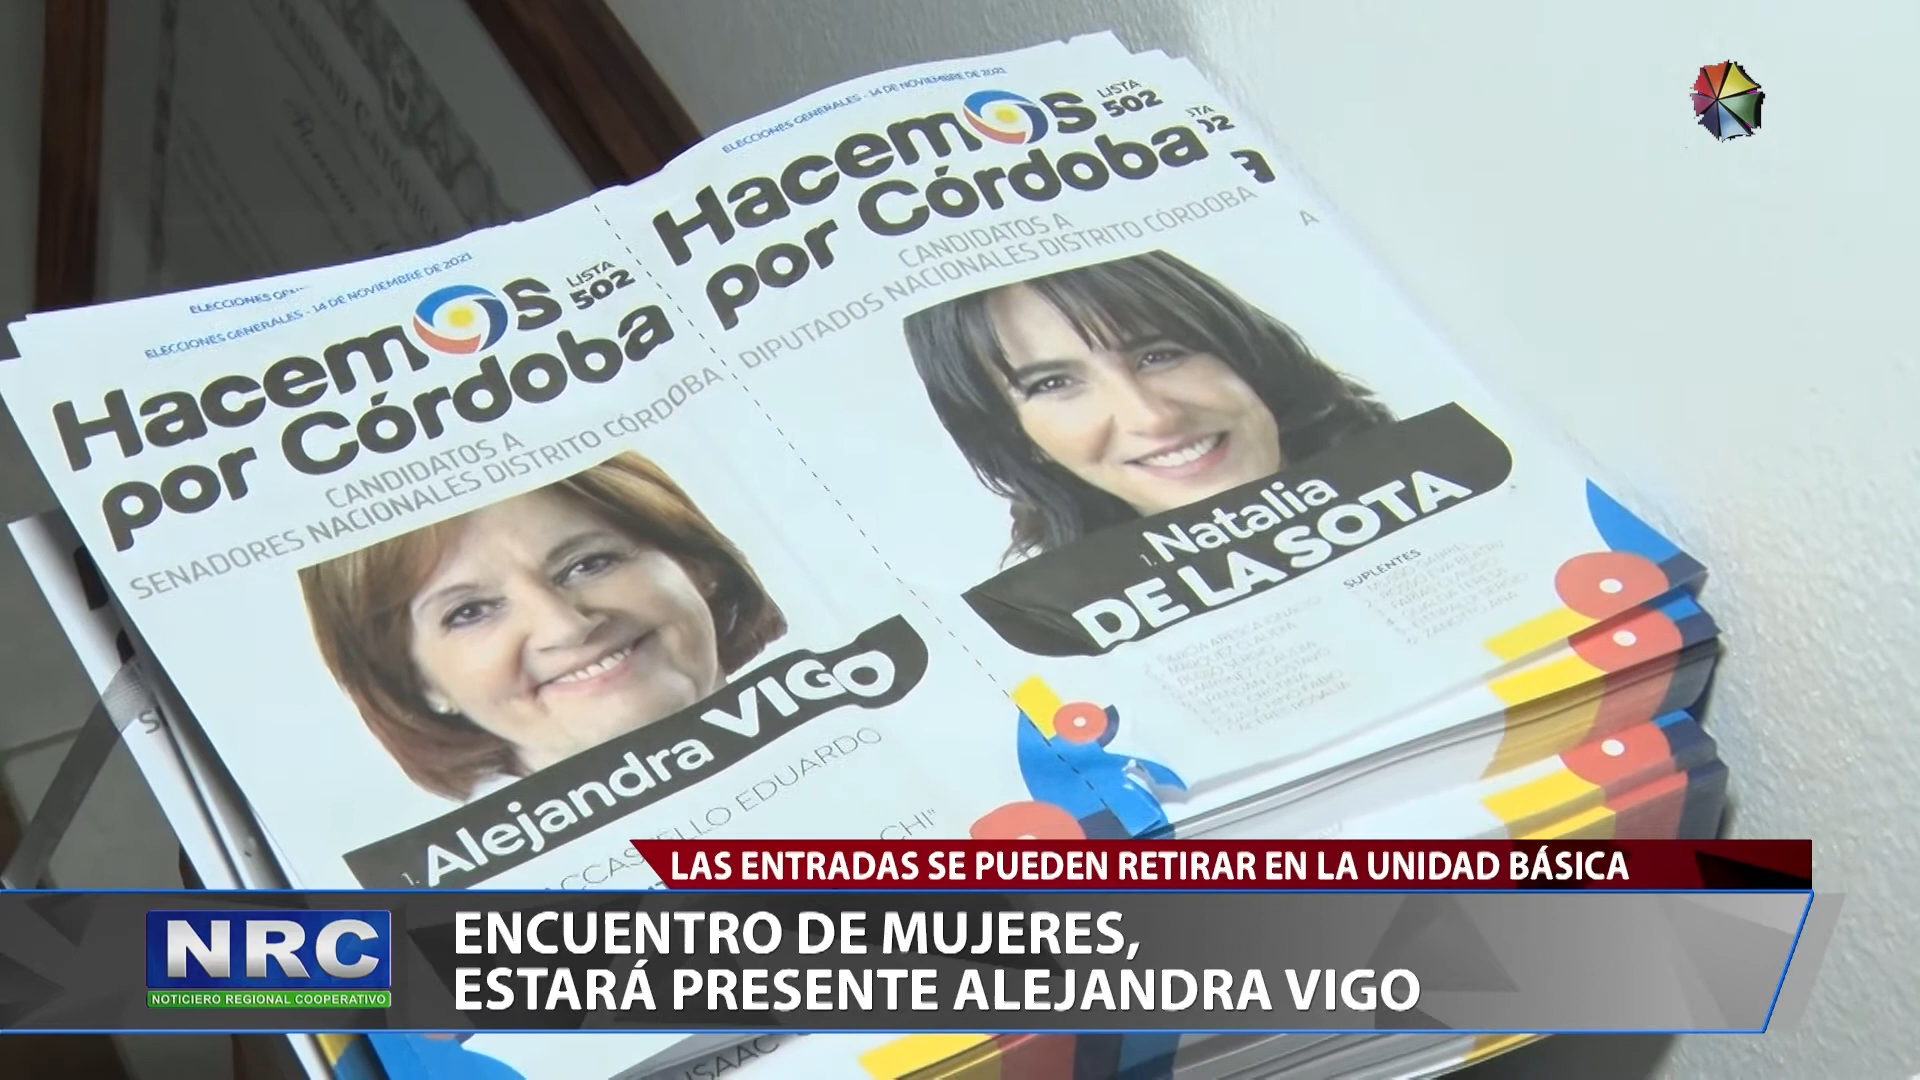 ELECCIONES GENERALES - 14 DE NOVIEMBRE DE 2021
Hacemos
por Córdoba
LISTA
502
CANDIDATOS A
SENADORES NACIONALES DISTRITO CÓRDOBA
1. Alejandra VIGO
EDUARDO
ELECCIONES GENERALES - 14 DE NOVIEMBRE DE 2021
Hacemos
por Córdoba
LISTA
502
CANDIDATOS A
DIPUTADOS NACIONALES DISTRITO CÓRDOBA
1. Natalia
DE LA SOTA
SUPLENTES
LAS ENTRADAS SE PUEDEN RETIRAR EN LA UNIDAD BÁSICA
NRC
NOTICIERO REGIONAL COOPERATIVO
ENCUENTRO DE MUJERES,
ESTARÁ PRESENTE ALEJANDRA VIGO
ISAAC